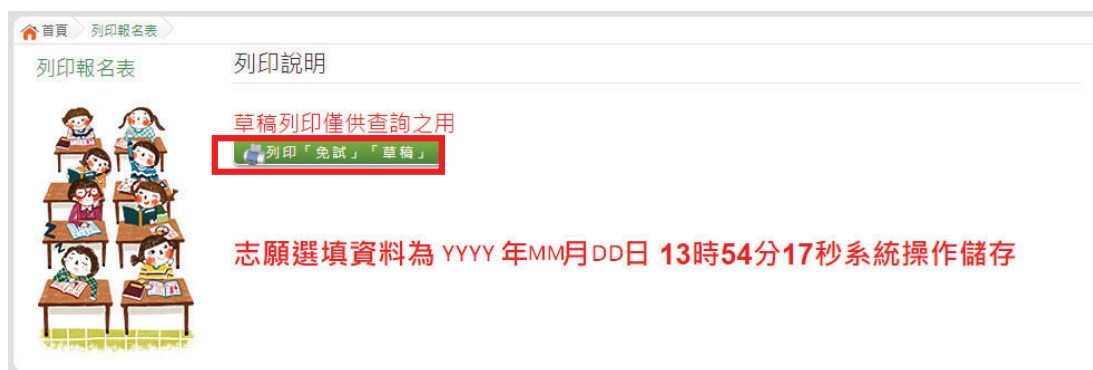 首頁 列印報名表
列印報名表
列印說明
草稿列印僅供查詢之用
列印「免試」「草稿」
志願選填資料為 YYYY 年MM月DD日 13時54分17秒系統操作儲存